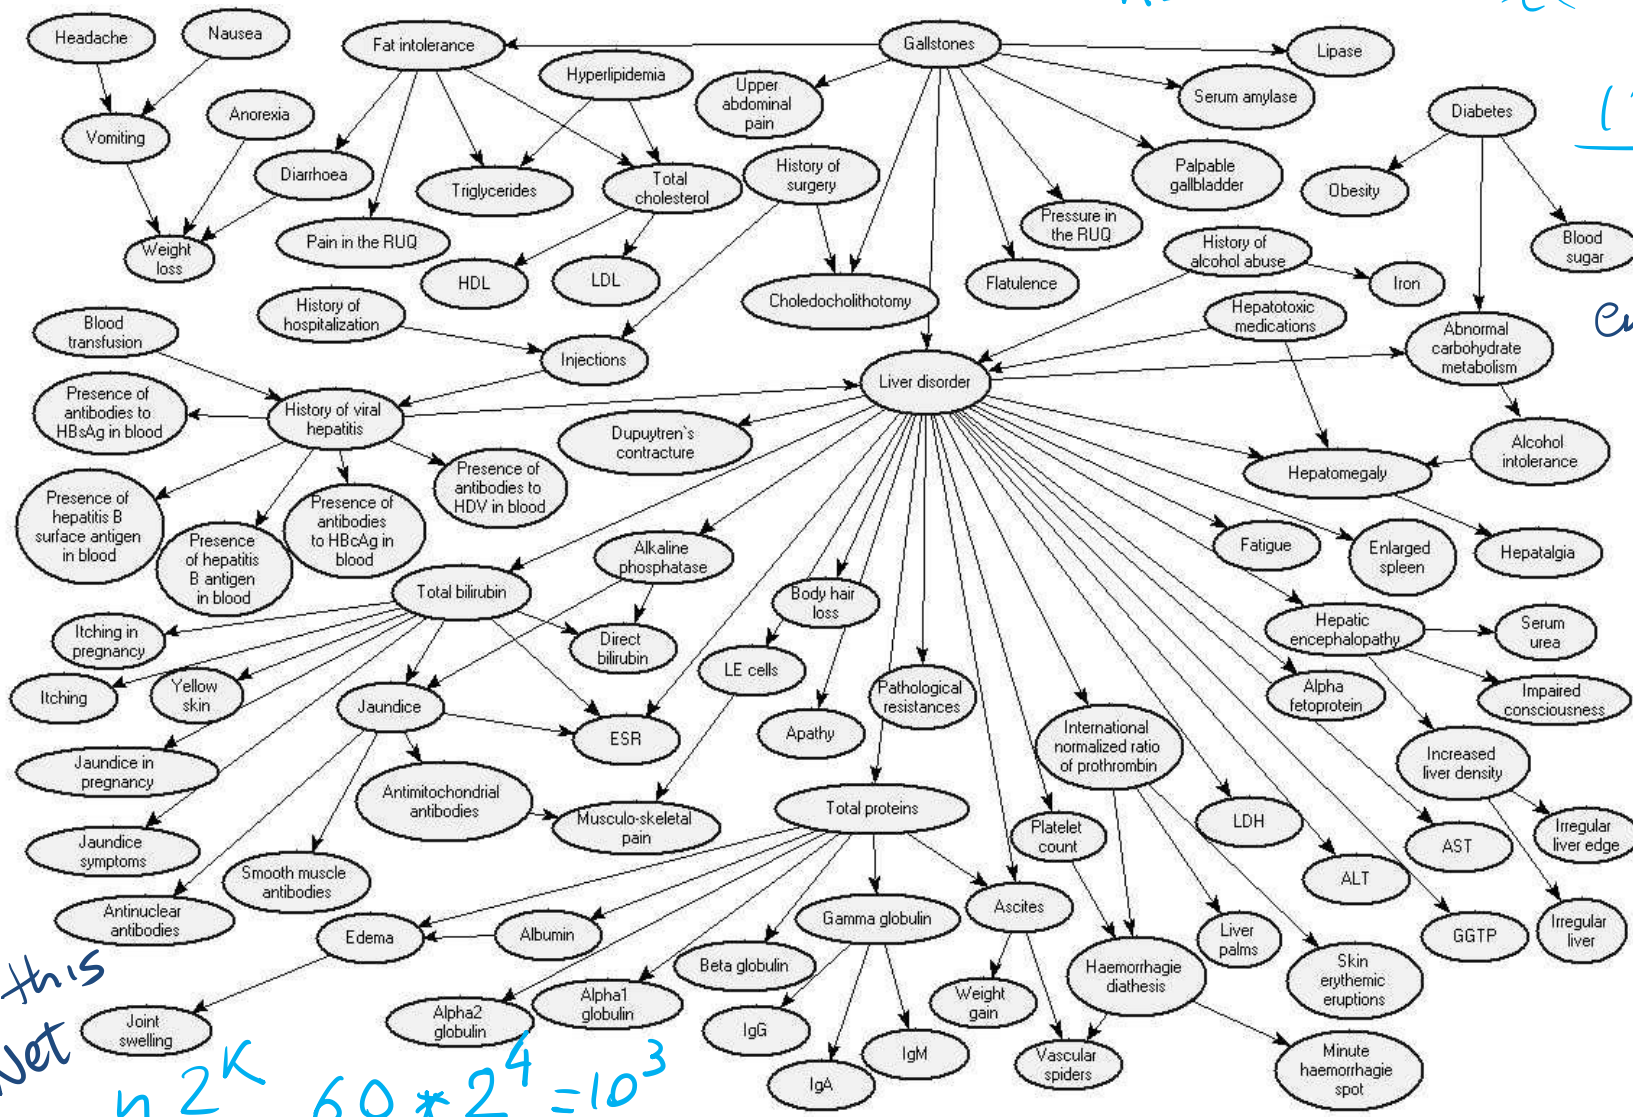 Headache
Nausea
Fat intolerance
Gallstones
Lipase
Hyperlipidemia
Upper
abdominal
pain
Serum amylase
Diabetes
Anorexia
Vomiting
Diarrhoea
Triglycerides
Total
cholesterol
History of
surgery
Palpable
gallbladder
Obesity
Pain in the RUQ
Pressure in
the RUQ
Weight
loss
HDL
LDL
Choledocholithotomy
Flatulence
History of
alcohol abuse
Iron
Blood
sugar
History of
hospitalization
Hepatotoxic
medications
Blood
transfusion
Injections
Abnormal
carbohydrate
metabolism
Liver disorder
Presence of
antibodies to
HBsAg in blood
History of viral
hepatitis
Dupuytren`s
contracture
Alcohol
intolerance
Hepatomegaly
Presence of
hepatitis B
surface antigen
in blood
Presence
of hepatitis
B antigen
in blood
Presence of
antibodies
to HBcAg in
blood
Presence of
antibodies to
HDV in blood
Alkaline
phosphatase
Fatigue
Enlarged
spleen
Hepatalgia
Total bilirubin
Body hair
loss
Itching in
pregnancy
Direct
bilirubin
Hepatic
encephalopathy
Serum
urea
Itching
Yellow
skin
Jaundice
LE cells
Pathological
resistances
Alpha
fetoprotein
Impaired
consciousness
ESR
Apathy
International
normalized ratio
of prothrombin
Increased
liver density
Jaundice in
pregnancy
Antimitochondrial
antibodies
Musculo-skeletal
pain
Total proteins
Platelet
count
LDH
AST
Irregular
liver edge
Jaundice
symptoms
Smooth muscle
antibodies
ALT
Antinuclear
antibodies
Edema
Albumin
Gamma globulin
Ascites
Liver
palms
GGTP
Irregular
liver
Beta globulin
Haemorrhagie
diathesis
Skin
erythemic
eruptions
Joint
swelling
Alpha2
globulin
Alpha1
globulin
IgG
IgA
IgM
Weight
gain
Vascular
spiders
Minute
haemorrhagie
spot
this
Net
n 2^K 60 * 2^4 = 10^3